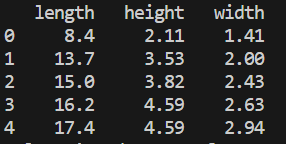 length height width
0 8.4 2.11 1.41
1 13.7 3.53 2.00
2 15.0 3.82 2.43
3 16.2 4.59 2.63
4 17.4 4.59 2.94